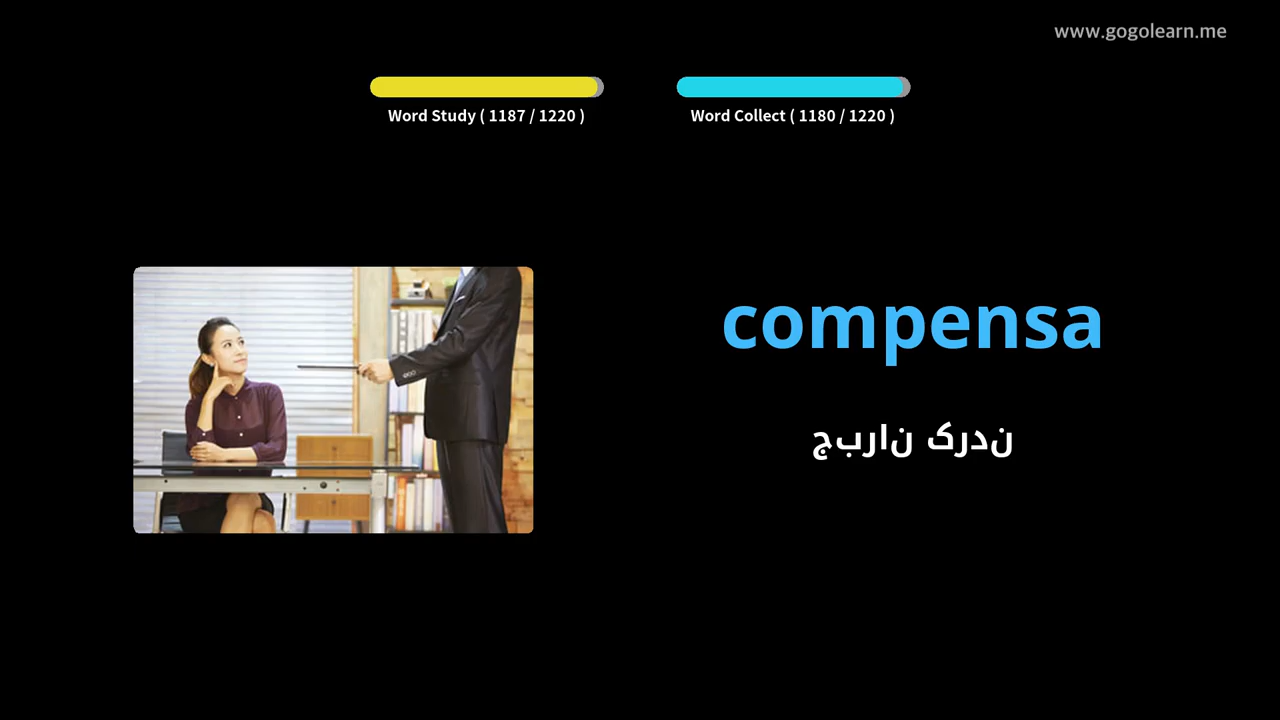 www.gogolearn.me
Word Study ( 1187 / 1220 )
Word Collect ( 1180 / 1220 )
compensa
جبران کردن